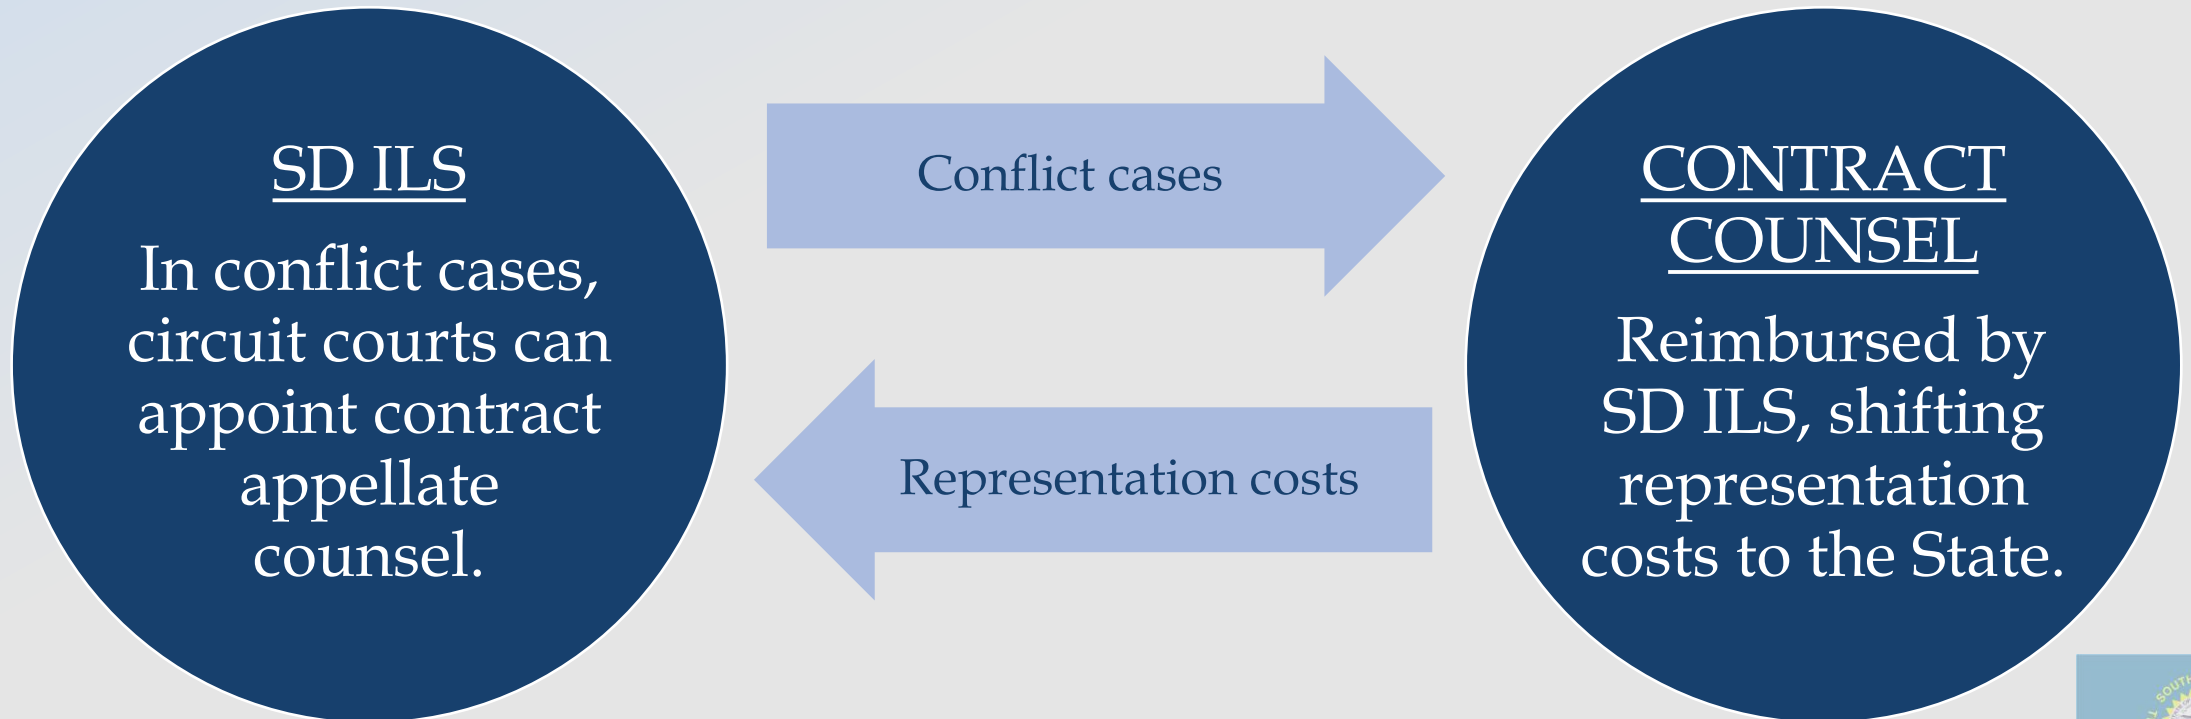 SD ILS
In conflict cases,
circuit courts can
appoint contract
appellate
counsel.
Conflict cases
Representation costs
CONTRACT
COUNSEL
Reimbursed by
SD ILS, shifting
representation
costs to the State.
SOUTH